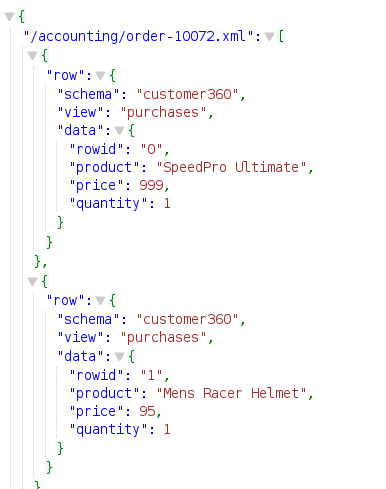 {
"/accounting/order-10072.xml": [
{
"row": {
"schema": "customer360",
"view": "purchases",
"data": {
"rowid": "0",
"product": "SpeedPro Ultimate",
"price": 999,
"quantity": 1
}
}
},
{
"row": {
"schema": "customer360",
"view": "purchases",
"data": {
"rowid": "1",
"product": "Mens Racer Helmet",
"price": 95,
"quantity": 1
}
}
}